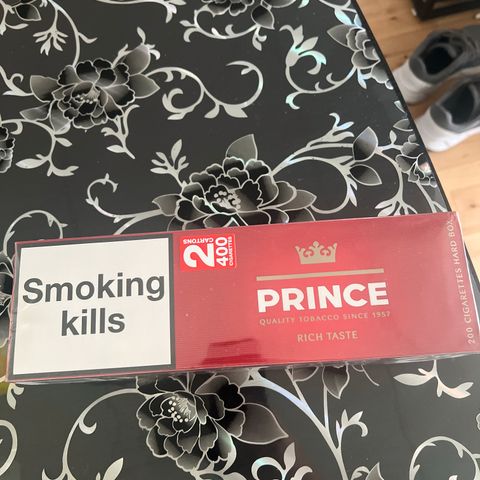 Smoking
kills
2
CARTONS
400
CIGARETTES
PRINCE
QUALITY TOBACCO SINCE 1957
RICH TASTE
200 CIGARETTES HARD BOX